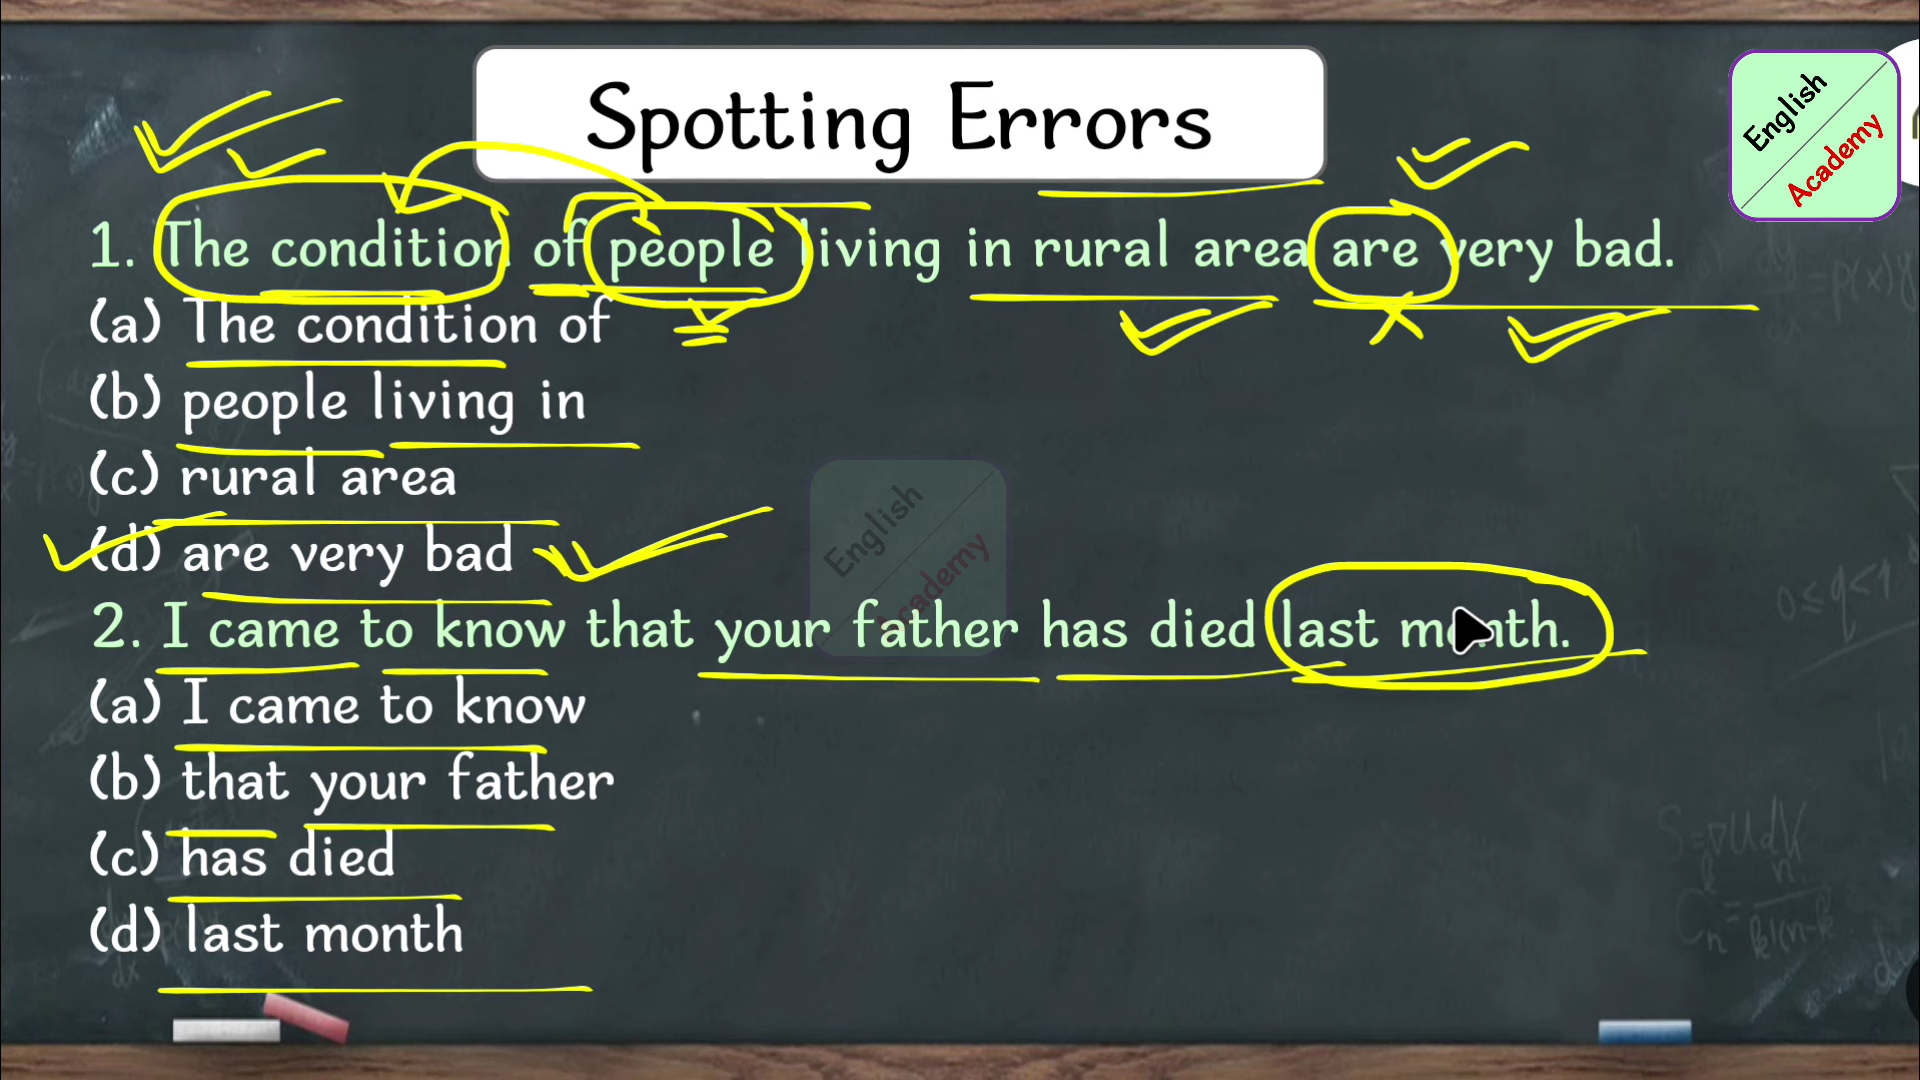 Spotting Errors
English
Academy
1. The condition of people living in rural area are very bad.
(a) The condition of
(b) people living in
(c) rural area
(d) are very bad
English
Academy
2. I came to know that your father has died last month.
(a) I came to know
(b) that your father
(c) has died
(d) last month